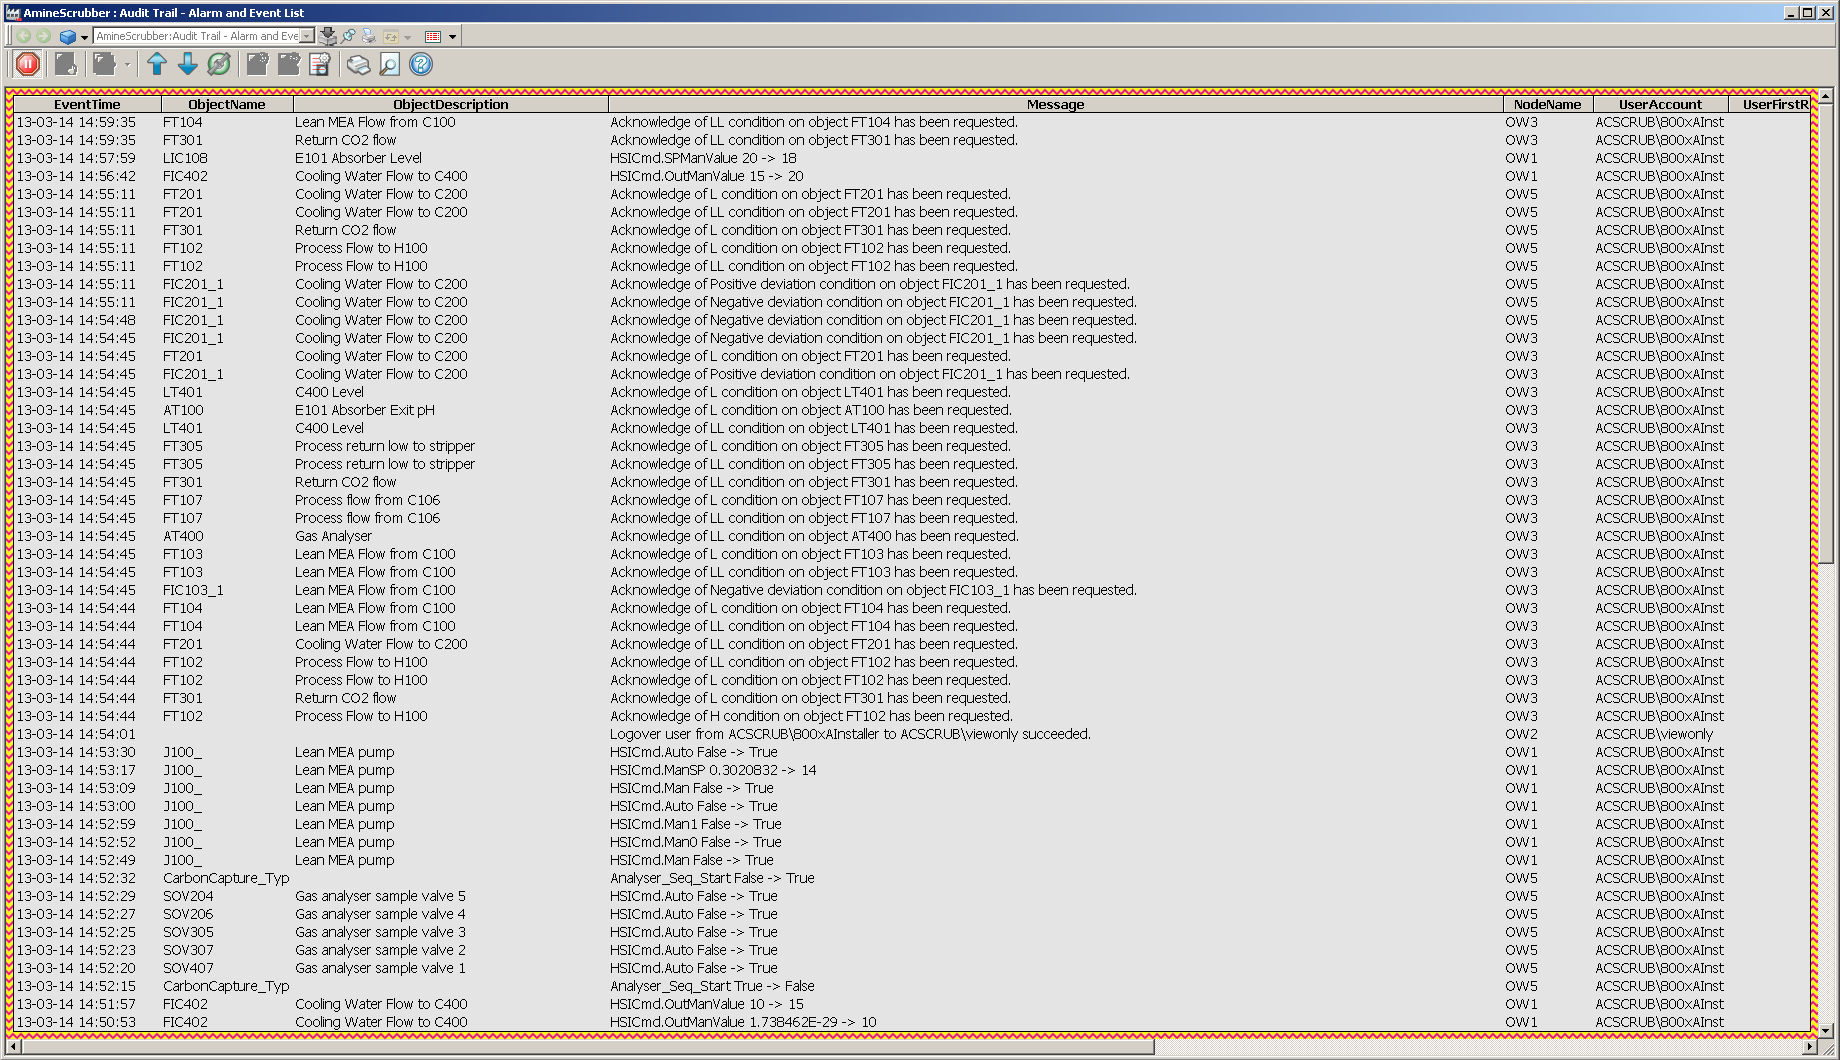 AmineScrubber : Audit Trail - Alarm and Event List
AmineScrubber:Audit Trail - Alarm and Eve
EventTime ObjectName ObjectDescription Message NodeName UserAccount UserFirstR
13-03-14 14:59:35 FT104 Lean MEA Flow from C100 Acknowledge of LL condition on object FT104 has been requested. OW3 ACSCRUB\800xAInst
13-03-14 14:59:35 FT301 Return CO2 flow Acknowledge of LL condition on object FT301 has been requested. OW3 ACSCRUB\800xAInst
13-03-14 14:57:59 LIC108 E101 Absorber Level HSICmd.SPManValue 20 -> 18 OW1 ACSCRUB\800xAInst
13-03-14 14:56:42 FIC402 Cooling Water Flow to C400 HSICmd.OutManValue 15 -> 20 OW1 ACSCRUB\800xAInst
13-03-14 14:55:11 FT201 Cooling Water Flow to C200 Acknowledge of L condition on object FT201 has been requested. OW5 ACSCRUB\800xAInst
13-03-14 14:55:11 FT201 Cooling Water Flow to C200 Acknowledge of LL condition on object FT201 has been requested. OW5 ACSCRUB\800xAInst
13-03-14 14:55:11 FT301 Return CO2 flow Acknowledge of L condition on object FT301 has been requested. OW5 ACSCRUB\800xAInst
13-03-14 14:55:11 FT102 Process Flow to H100 Acknowledge of L condition on object FT102 has been requested. OW5 ACSCRUB\800xAInst
13-03-14 14:55:11 FT102 Process Flow to H100 Acknowledge of LL condition on object FT102 has been requested. OW5 ACSCRUB\800xAInst
13-03-14 14:55:11 FIC201_1 Cooling Water Flow to C200 Acknowledge of Positive deviation condition on object FIC201_1 has been requested. OW5 ACSCRUB\800xAInst
13-03-14 14:55:11 FIC201_1 Cooling Water Flow to C200 Acknowledge of Negative deviation condition on object FIC201_1 has been requested. OW5 ACSCRUB\800xAInst
13-03-14 14:54:48 FIC201_1 Cooling Water Flow to C200 Acknowledge of Negative deviation condition on object FIC201_1 has been requested. OW5 ACSCRUB\800xAInst
13-03-14 14:54:45 FIC201_1 Cooling Water Flow to C200 Acknowledge of Negative deviation condition on object FIC201_1 has been requested. OW3 ACSCRUB\800xAInst
13-03-14 14:54:45 FT201 Cooling Water Flow to C200 Acknowledge of L condition on object FT201 has been requested. OW3 ACSCRUB\800xAInst
13-03-14 14:54:45 FIC201_1 Cooling Water Flow to C200 Acknowledge of Positive deviation condition on object FIC201_1 has been requested. OW3 ACSCRUB\800xAInst
13-03-14 14:54:45 LT401 C400 Level Acknowledge of L condition on object LT401 has been requested. OW3 ACSCRUB\800xAInst
13-03-14 14:54:45 AT100 E101 Absorber Exit pH Acknowledge of L condition on object AT100 has been requested. OW3 ACSCRUB\800xAInst
13-03-14 14:54:45 LT401 C400 Level Acknowledge of LL condition on object LT401 has been requested. OW3 ACSCRUB\800xAInst
13-03-14 14:54:45 FT305 Process return low to stripper Acknowledge of L condition on object FT305 has been requested. OW3 ACSCRUB\800xAInst
13-03-14 14:54:45 FT305 Process return low to stripper Acknowledge of LL condition on object FT305 has been requested. OW3 ACSCRUB\800xAInst
13-03-14 14:54:45 FT301 Return CO2 flow Acknowledge of LL condition on object FT301 has been requested. OW3 ACSCRUB\800xAInst
13-03-14 14:54:45 FT107 Process flow from C106 Acknowledge of L condition on object FT107 has been requested. OW3 ACSCRUB\800xAInst
13-03-14 14:54:45 FT107 Process flow from C106 Acknowledge of LL condition on object FT107 has been requested. OW3 ACSCRUB\800xAInst
13-03-14 14:54:45 AT400 Gas Analyser Acknowledge of LL condition on object AT400 has been requested. OW3 ACSCRUB\800xAInst
13-03-14 14:54:45 FT103 Lean MEA Flow from C100 Acknowledge of L condition on object FT103 has been requested. OW3 ACSCRUB\800xAInst
13-03-14 14:54:45 FT103 Lean MEA Flow from C100 Acknowledge of LL condition on object FT103 has been requested. OW3 ACSCRUB\800xAInst
13-03-14 14:54:45 FIC103_1 Lean MEA Flow from C100 Acknowledge of Negative deviation condition on object FIC103_1 has been requested. OW3 ACSCRUB\800xAInst
13-03-14 14:54:44 FT104 Lean MEA Flow from C100 Acknowledge of L condition on object FT104 has been requested. OW3 ACSCRUB\800xAInst
13-03-14 14:54:44 FT104 Lean MEA Flow from C100 Acknowledge of LL condition on object FT104 has been requested. OW3 ACSCRUB\800xAInst
13-03-14 14:54:44 FT201 Cooling Water Flow to C200 Acknowledge of LL condition on object FT201 has been requested. OW3 ACSCRUB\800xAInst
13-03-14 14:54:44 FT102 Process Flow to H100 Acknowledge of LL condition on object FT102 has been requested. OW3 ACSCRUB\800xAInst
13-03-14 14:54:44 FT102 Process Flow to H100 Acknowledge of L condition on object FT102 has been requested. OW3 ACSCRUB\800xAInst
13-03-14 14:54:44 FT301 Return CO2 flow Acknowledge of L condition on object FT301 has been requested. OW3 ACSCRUB\800xAInst
13-03-14 14:54:44 FT102 Process Flow to H100 Acknowledge of H condition on object FT102 has been requested. OW3 ACSCRUB\800xAInst
13-03-14 14:54:01 Logover user from ACSCRUB\800xAInstaller to ACSCRUB\viewonly succeeded. OW2 ACSCRUB\viewonly
13-03-14 14:53:30 J100_ Lean MEA pump HSICmd.Auto False -> True OW1 ACSCRUB\800xAInst
13-03-14 14:53:17 J100_ Lean MEA pump HSICmd.ManSP 0.3020832 -> 14 OW1 ACSCRUB\800xAInst
13-03-14 14:53:09 J100_ Lean MEA pump HSICmd.Man False -> True OW1 ACSCRUB\800xAInst
13-03-14 14:53:00 J100_ Lean MEA pump HSICmd.Auto False -> True OW1 ACSCRUB\800xAInst
13-03-14 14:52:59 J100_ Lean MEA pump HSICmd.Man1 False -> True OW1 ACSCRUB\800xAInst
13-03-14 14:52:52 J100_ Lean MEA pump HSICmd.Man0 False -> True OW1 ACSCRUB\800xAInst
13-03-14 14:52:49 J100_ Lean MEA pump HSICmd.Man False -> True OW1 ACSCRUB\800xAInst
13-03-14 14:52:32 CarbonCapture_Typ Analyser_Seq_Start False -> True OW5 ACSCRUB\800xAInst
13-03-14 14:52:29 SOV204 Gas analyser sample valve 5 HSICmd.Auto False -> True OW5 ACSCRUB\800xAInst
13-03-14 14:52:27 SOV206 Gas analyser sample valve 4 HSICmd.Auto False -> True OW5 ACSCRUB\800xAInst
13-03-14 14:52:25 SOV305 Gas analyser sample valve 3 HSICmd.Auto False -> True OW5 ACSCRUB\800xAInst
13-03-14 14:52:23 SOV307 Gas analyser sample valve 2 HSICmd.Auto False -> True OW5 ACSCRUB\800xAInst
13-03-14 14:52:20 SOV407 Gas analyser sample valve 1 HSICmd.Auto False -> True OW5 ACSCRUB\800xAInst
13-03-14 14:52:15 CarbonCapture_Typ Analyser_Seq_Start True -> False OW5 ACSCRUB\800xAInst
13-03-14 14:51:57 FIC402 Cooling Water Flow to C400 HSICmd.OutManValue 10 -> 15 OW1 ACSCRUB\800xAInst
13-03-14 14:50:53 FIC402 Cooling Water Flow to C400 HSICmd.OutManValue 1.738462E-29 -> 10 OW1 ACSCRUB\800xAInst